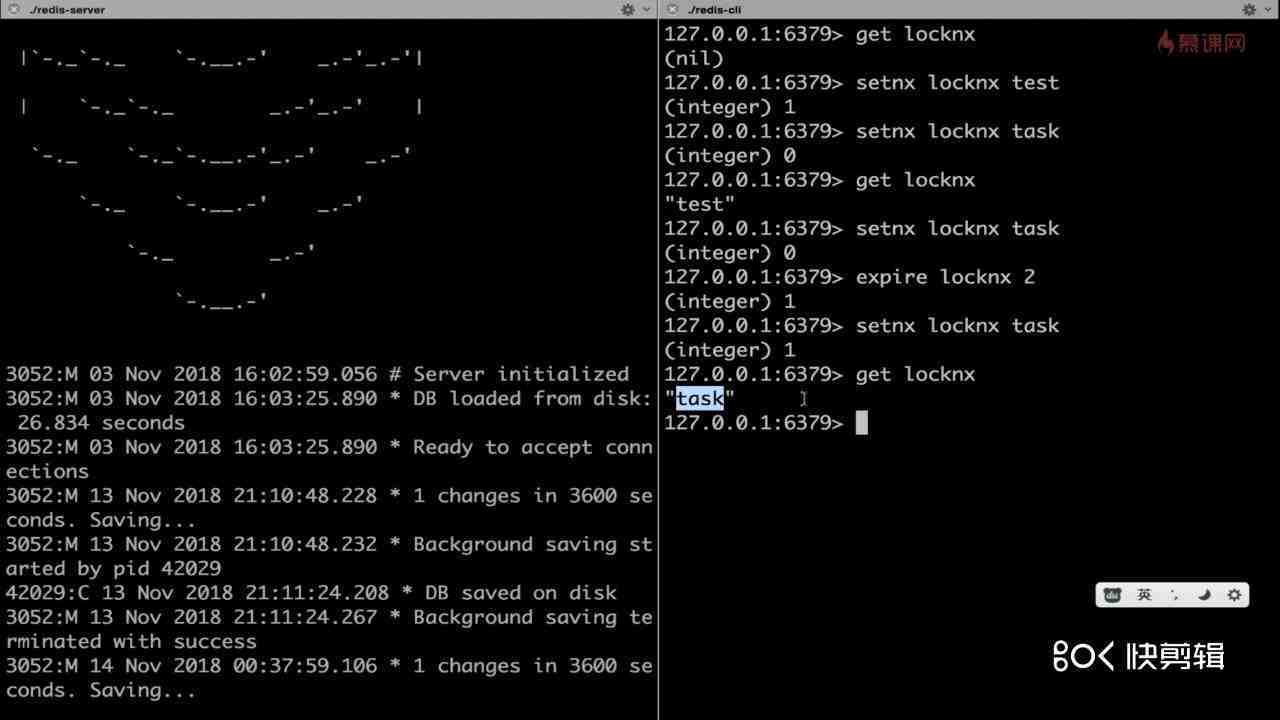 ./redis-server
|`-._`-._    `-.__.-'    _.-'_.-'|
|    `-._`-._        _.-'_.-'    |
`-._    `-._`-.__.-'_.-'    _.-'
`-._    `-.__.-'    _.-'
`-._        _.-'
`-.__.-'
3052:M 03 Nov 2018 16:02:59.056 # Server initialized
3052:M 03 Nov 2018 16:03:25.890 * DB loaded from disk:
26.834 seconds
3052:M 03 Nov 2018 16:03:25.890 * Ready to accept conn
ections
3052:M 13 Nov 2018 21:10:48.228 * 1 changes in 3600 se
conds. Saving...
3052:M 13 Nov 2018 21:10:48.232 * Background saving st
arted by pid 42029
42029:C 13 Nov 2018 21:11:24.208 * DB saved on disk
3052:M 13 Nov 2018 21:11:24.267 * Background saving te
rminated with success
3052:M 14 Nov 2018 00:37:59.106 * 1 changes in 3600 se
conds. Saving...
./redis-cli
127.0.0.1:6379> get locknx
(nil)
127.0.0.1:6379> setnx locknx test
(integer) 1
127.0.0.1:6379> setnx locknx task
(integer) 0
127.0.0.1:6379> get locknx
"test"
127.0.0.1:6379> setnx locknx task
(integer) 0
127.0.0.1:6379> expire locknx 2
(integer) 1
127.0.0.1:6379> setnx locknx task
(integer) 1
127.0.0.1:6379> get locknx
"task"
127.0.0.1:6379>
慕课网
英
快剪辑